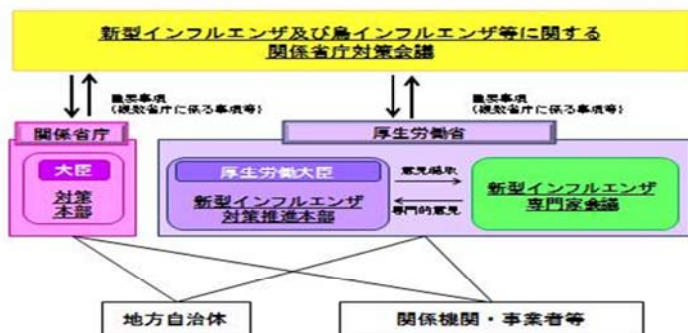 新型インフルエンザ及び鳥インフルエンザ等に関する
関係省庁対策会議
重要事項
(複数省庁に係る事項等)
重要事項
(複数省庁に係る事項等)
関係省庁
厚生労働省
大臣
対策
本部
厚生労働大臣
新型インフルエンザ
対策推進本部
意見聴取
専門的意見
新型インフルエンザ
専門家会議
地方自治体
関係機関・事業者等